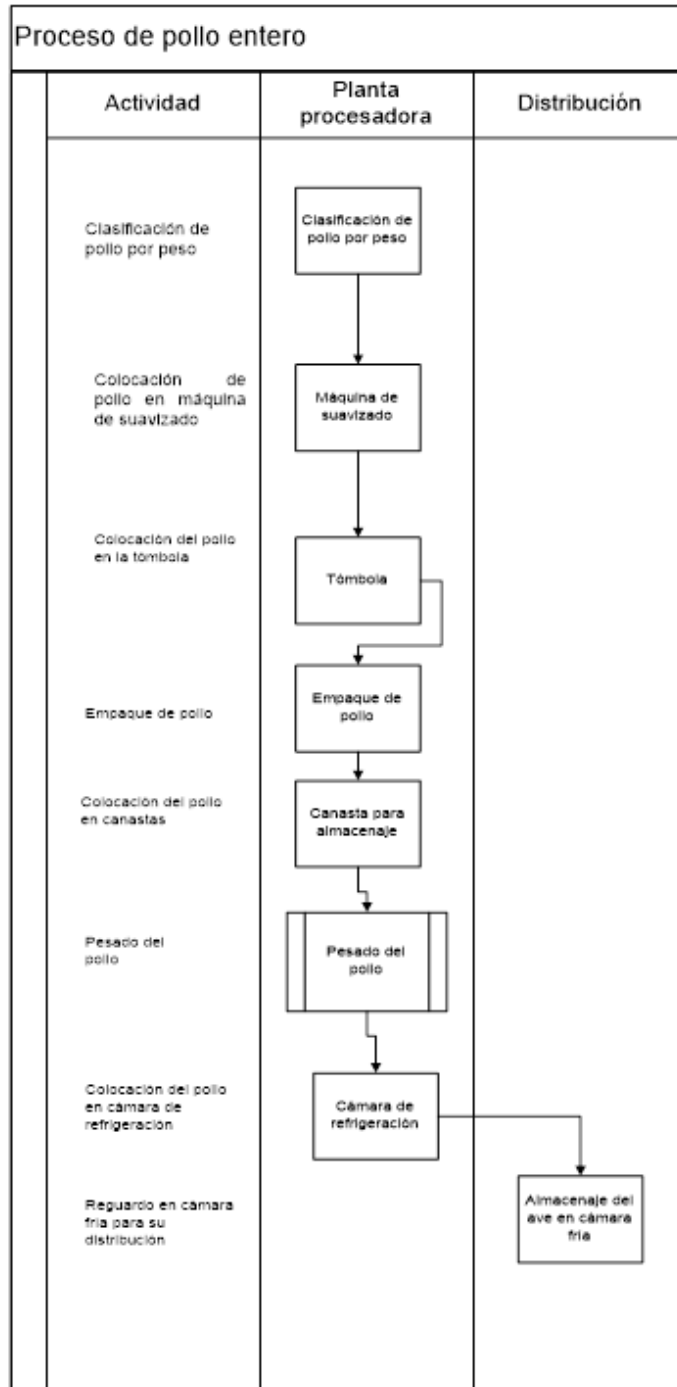 Proceso de pollo entero
Actividad
Planta
procesadora
Distribución
Clasificación de
pollo por peso
Clasificación de
pollo por peso
Colocación de
pollo en máquina
de suavizado
Máquina de
suavizado
Colocación del pollo
en la tómbola
Tómbola
Empaque de pollo
Empaque de
pollo
Colocación del pollo
en canastas
Canasta para
almacenaje
Pesado del
pollo
Pesado del
pollo
Colocación del pollo
en cámara de
refrigeración
Cámara de
refrigeración
Reguardo en cámara
fría para su
distribución
Almacenaje del
ave en cámara
fría